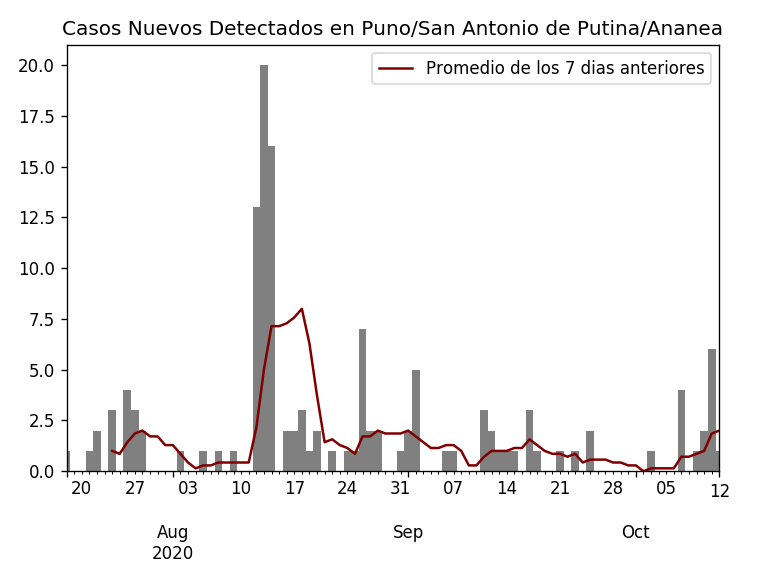 Casos Nuevos Detectados en Puno/San Antonio de Putina/Ananea
Promedio de los 7 dias anteriores
20.0
17.5
15.0
12.5
10.0
7.5
5.0
2.5
0.0
20 27 03 10 17 24 31 07 14 21 28 05 12
Aug Sep Oct
2020